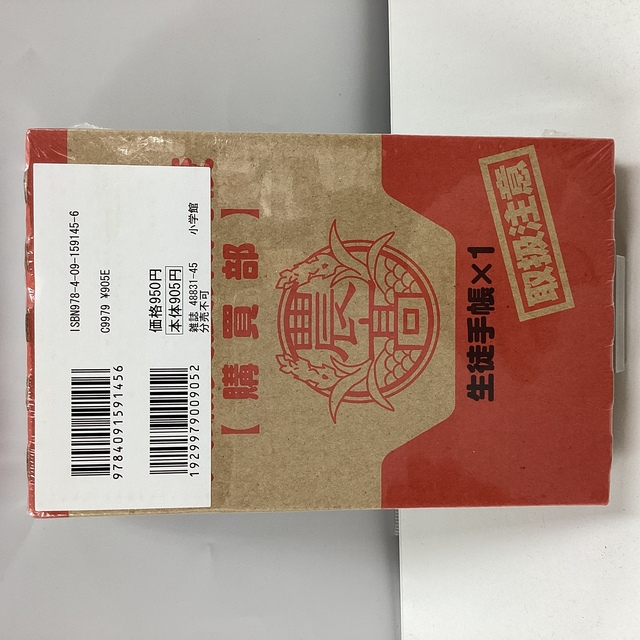 ISBN978-4-09-159145-6
C9979 ¥905E
価格950円
本体905円
雑誌 48831-45
分売不可
小学館
9784091591456
1929979009052
【購買部】
農
高
生徒手帳×1
取扱注意